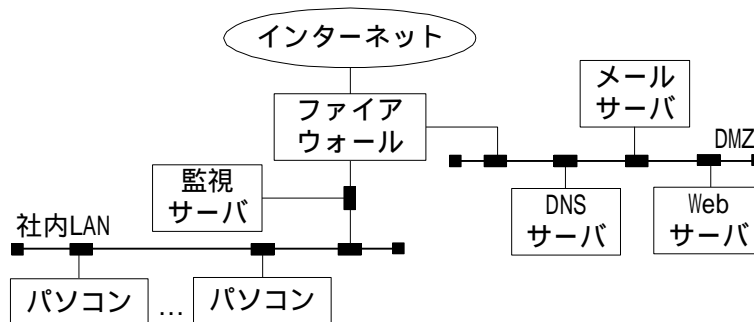 インターネット
ファイア
ウォール
メール
サーバ
DMZ
監視
サーバ
DNS
サーバ
Web
サーバ
社内LAN
パソコン
...
パソコン